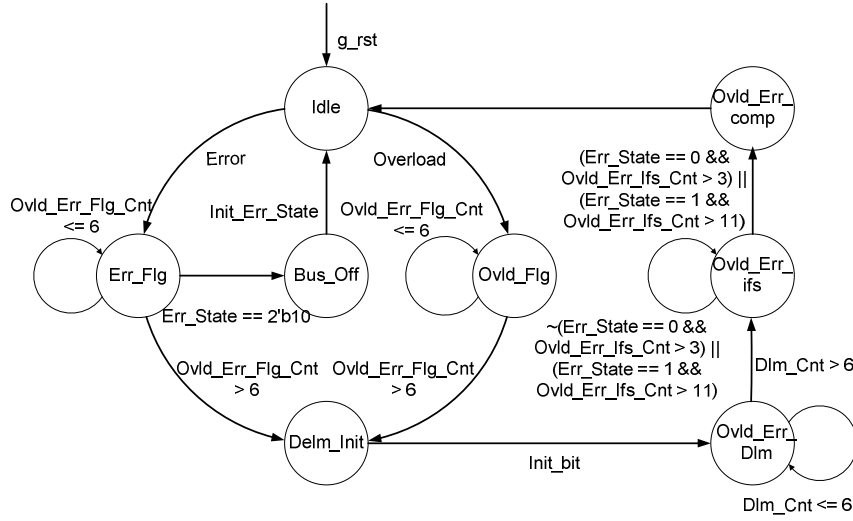 g_rst
Idle
Ovld_Err_
comp
Error
Overload
(Err_State == 0 &&
Ovld_Err_Ifs_Cnt > 3) ||
(Err_State == 1 &&
Ovld_Err_Ifs_Cnt > 11)
Ovld_Err_Flg_Cnt
<= 6
Init_Err_State
Ovld_Err_Flg_Cnt
<= 6
Err_Flg
Bus_Off
Ovld_Flg
Ovld_Err_
ifs
Err_State == 2'b10
~(Err_State == 0 &&
Ovld_Err_Ifs_Cnt > 3) ||
(Err_State == 1 &&
Ovld_Err_Ifs_Cnt > 11)
Ovld_Err_Flg_Cnt
> 6
Ovld_Err_Flg_Cnt
> 6
Dlm_Cnt > 6
Delm_Init
Init_bit
Ovld_Err_
Dlm
Dlm_Cnt <= 6